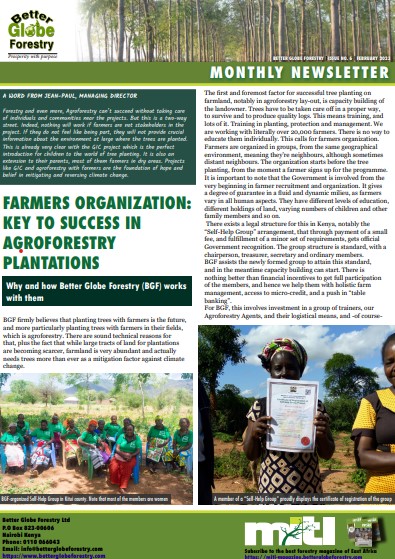 Better
Globe
Forestry
Prosperity with purpose
BETTER GLOBE FORESTRY | ISSUE NO. 6 | FEBRUARY 2023
MONTHLY NEWSLETTER
A WORD FROM JEAN-PAUL, MANAGING DIRECTOR
Forestry and even more, Agroforestry can't succeed without taking care
of individuals and communities near the projects. But this is a two-way
street. Indeed, nothing will work if farmers are not stakeholders in the
project. If they do not feel like being part, they will not provide crucial
information about the environment at large where the trees are planted.
This is already very clear with the GIC project which is the perfect
introduction for children to the world of tree planting. It is also an
extension to their parents, most of them farmers in dry areas. Projects
like GIC and agroforestry with farmers are the foundation of hope and
belief in mitigating and reversing climate change.
FARMERS ORGANIZATION:
KEY TO SUCCESS IN
AGROFORESTRY
PLANTATIONS
Why and how Better Globe Forestry (BGF) works
with them
BGF firmly believes that planting trees with farmers is the future,
and more particularly planting trees with farmers in their fields,
which is agroforestry. There are sound technical reasons for
that, plus the fact that while large tracts of land for plantations
are becoming scarcer, farmland is very abundant and actually
needs trees more than ever as a mitigation factor against climate
change.
The first and foremost factor for successful tree planting on
farmland, notably in agroforestry lay-out, is capacity building of
the landowner. Trees have to be taken care off in a proper way,
to survive and to produce quality logs. This means training, and
lots of it. Training in planting, protection and management. We
are working with literally over 20,000 farmers. There is no way to
educate them individually. This calls for farmers organization.
Farmers are organized in groups, from the same geographical
environment, meaning they're neighbours, although sometimes
distant neighbours. The organization starts before the tree
planting, from the moment a farmer signs up for the programme.
It is important to note that the Government is involved from the
very beginning in farmer recruitment and organization. It gives
a degree of guarantee in a fluid and dynamic milieu, as farmers
vary in all human aspects. They have different levels of education,
different holdings of land, varying numbers of children and other
family members and so on.
There exists a legal structure for this in Kenya, notably the
"Self-Help Group" arrangement, that through payment of a small
fee, and fulfillment of a minor set of requirements, gets official
Government recognition. The group structure is standard, with a
chairperson, treasurer, secretary and ordinary members.
BGF assists the newly formed group to attain this standard,
and in the meantime capacity building can start. There is
nothing better than financial incentives to get full participation
of the members, and hence we help them with holistic farm
management, access to micro-credit, and a push in "table
banking".
For BGF, this involves investment in a group of trainers, our
Agroforestry Agents, and their logistical means, and -of course-
BGF-organized Self-Help Group in Kitui county. Note that most of the members are women
A member of a "Self-Help Group" proudly displays the certificate of registration of the group
Better Globe Forestry Ltd
P.O Box 823-00606
Nairobi Kenya
Phone: 0110 066043
Email: info@betterglobeforestry.com
https://www.betterglobeforestry.com
miti
Subscribe to the best forestry magazine of East Africa
https://miti-magazine.betterglobeforestry.com